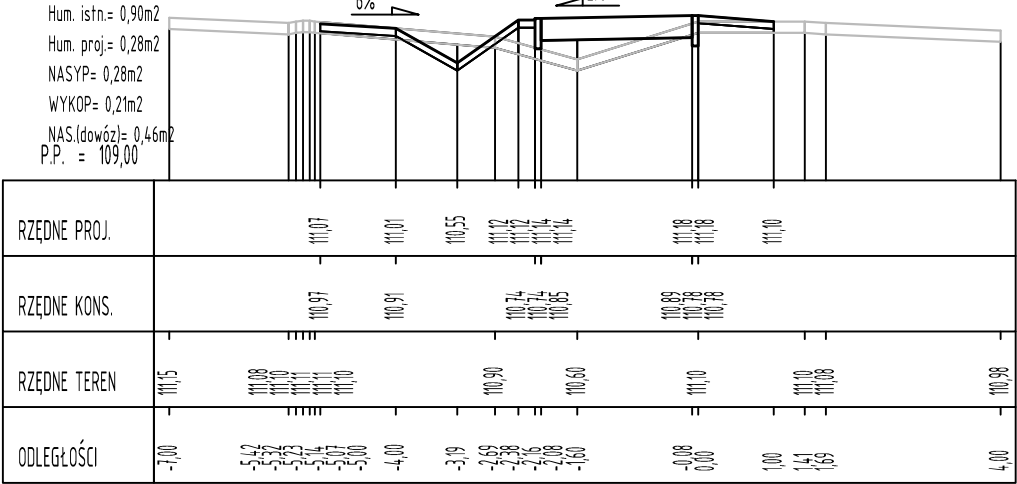 Hum. istn.= 0,90m2
Hum. proj.= 0,28m2
NASYP= 0,28m2
WYKOP= 0,21m2
NAS.(dowóz)= 0,46m2
P.P. = 109,00
RZĘDNE PROJ. 111,07 111,01 110,55 111,12 111,12 111,14 111,14 111,18 111,18 111,10
RZĘDNE KONS. 110,97 110,91 110,74 110,74 110,85 110,89 110,78 110,78
RZĘDNE TEREN 111,15 111,08 111,10 111,11 111,11 111,10 110,90 110,60 111,10 111,10 111,08 110,98
ODLEGŁOŚCI -7,00 -5,42 -5,32 -5,23 -5,14 -5,07 -5,00 -4,00 -3,19 -2,69 -2,38 -2,16 -2,08 -1,60 -0,08 0,00 1,00 1,41 1,69 4,00